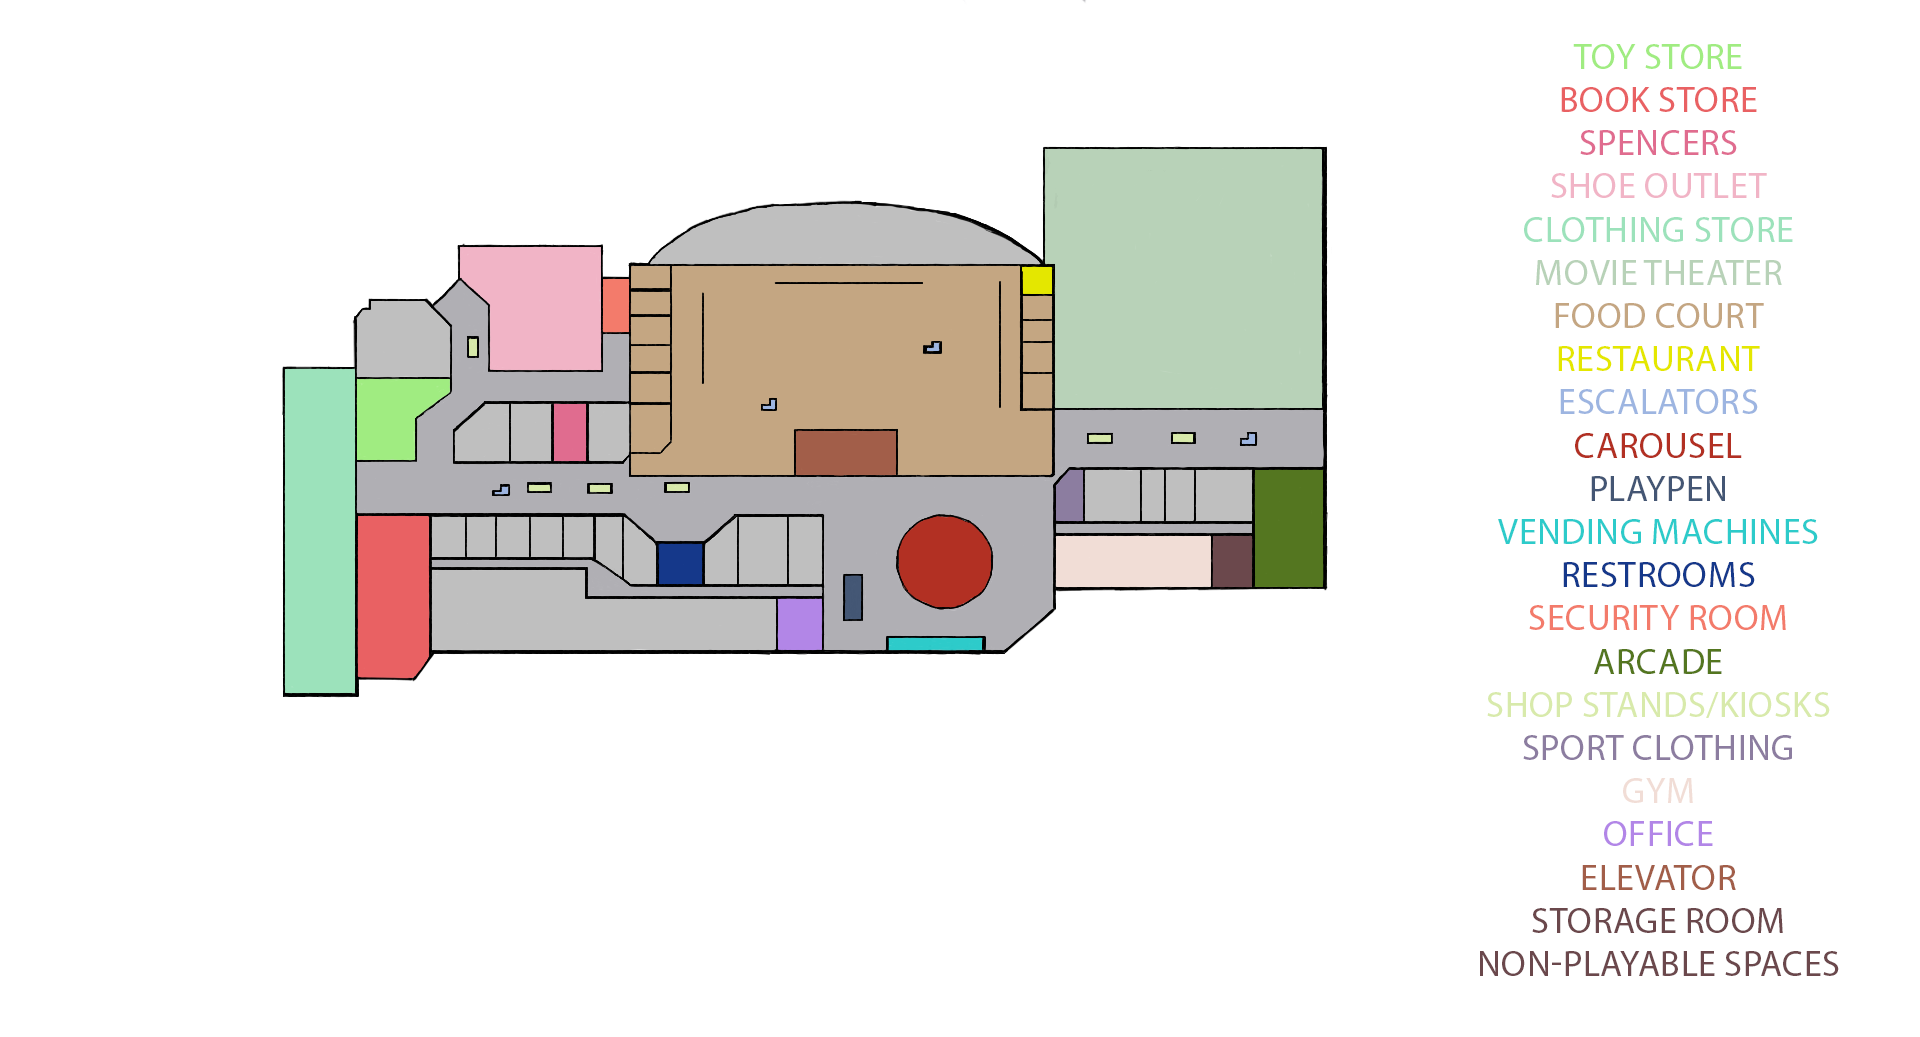 TOY STORE
BOOK STORE
SPENCERS
SHOE OUTLET
CLOTHING STORE
MOVIE THEATER
FOOD COURT
RESTAURANT
ESCALATORS
CAROUSEL
PLAYPEN
VENDING MACHINES
RESTROOMS
SECURITY ROOM
ARCADE
SHOP STANDS/KIOSKS
SPORT CLOTHING
GYM
OFFICE
ELEVATOR
STORAGE ROOM
NON-PLAYABLE SPACES